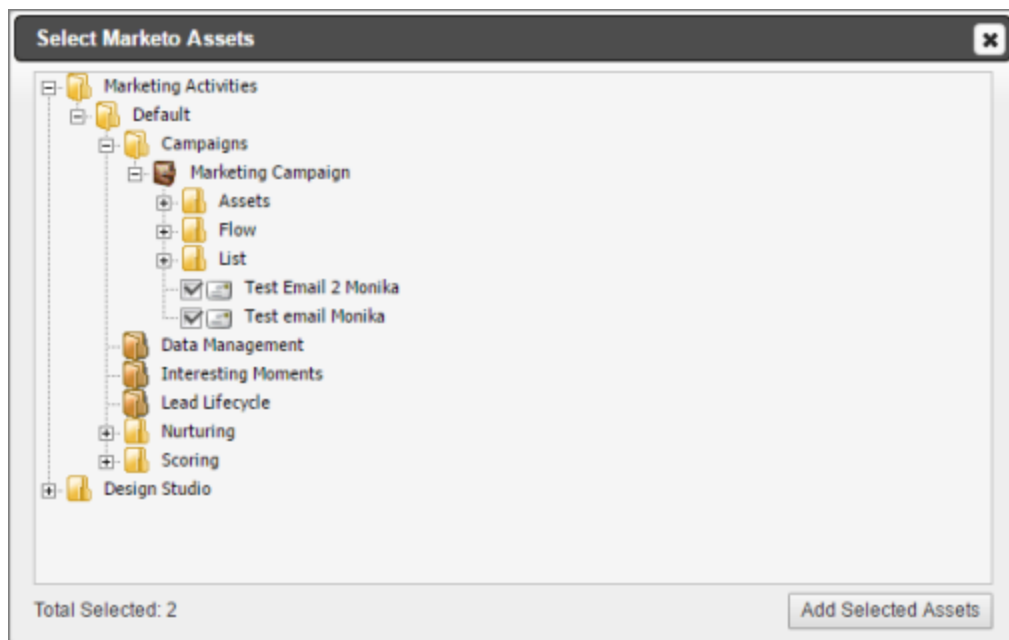 Select Marketo Assets
Marketing Activities
Default
Campaigns
Marketing Campaign
Assets
Flow
List
Test Email 2 Monika
Test email Monika
Data Management
Interesting Moments
Lead Lifecycle
Nurturing
Scoring
Design Studio
Total Selected: 2
Add Selected Assets